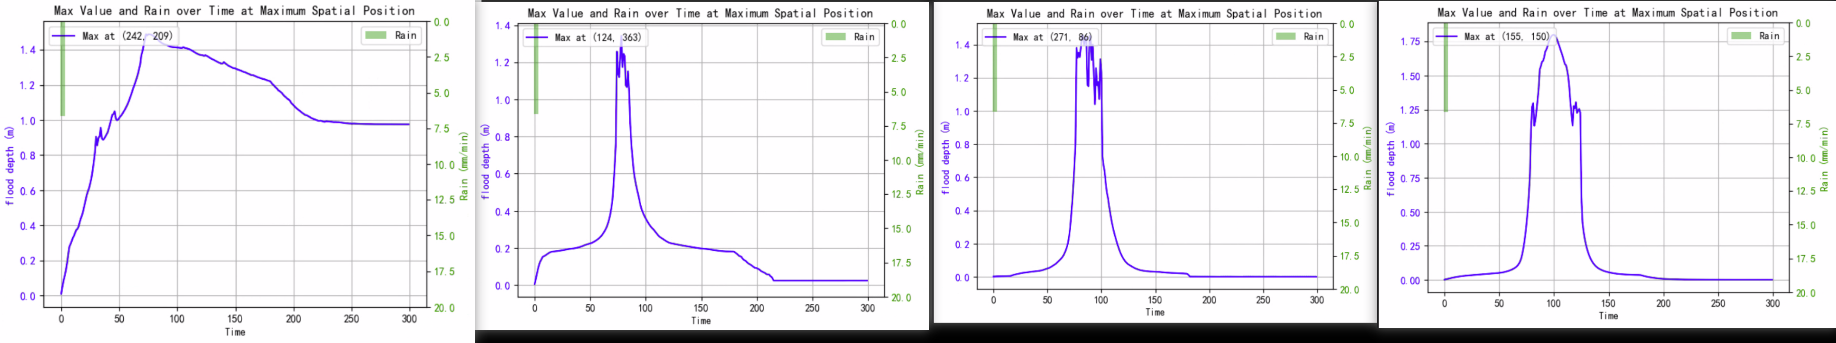 Max Value and Rain over Time at Maximum Spatial Position
Max at (242, 209)
Rain
flood depth (m)
1.4
1.2
1.0
0.8
0.6
0.4
0.2
0.0
0.0
2.5
5.0
7.5
10.0
12.5
15.0
17.5
20.0
Rain (mm/min)
0 50 100 150 200 250 300
Time
Max Value and Rain over Time at Maximum Spatial Position
Max at (124, 363)
Rain
flood depth (m)
1.4
1.2
1.0
0.8
0.6
0.4
0.2
0.0
0.0
2.5
5.0
7.5
10.0
12.5
15.0
17.5
20.0
Rain (mm/min)
0 50 100 150 200 250 300
Time
Max Value and Rain over Time at Maximum Spatial Position
Max at (271, 86)
Rain
flood depth (m)
1.4
1.2
1.0
0.8
0.6
0.4
0.2
0.0
0.0
2.5
5.0
7.5
10.0
12.5
15.0
17.5
20.0
Rain (mm/min)
0 50 100 150 200 250 300
Time
Max Value and Rain over Time at Maximum Spatial Position
Max at (155, 150)
Rain
flood depth (m)
1.75
1.50
1.25
1.00
0.75
0.50
0.25
0.00
0.0
2.5
5.0
7.5
10.0
12.5
15.0
17.5
20.0
Rain (mm/min)
0 50 100 150 200 250 300
Time